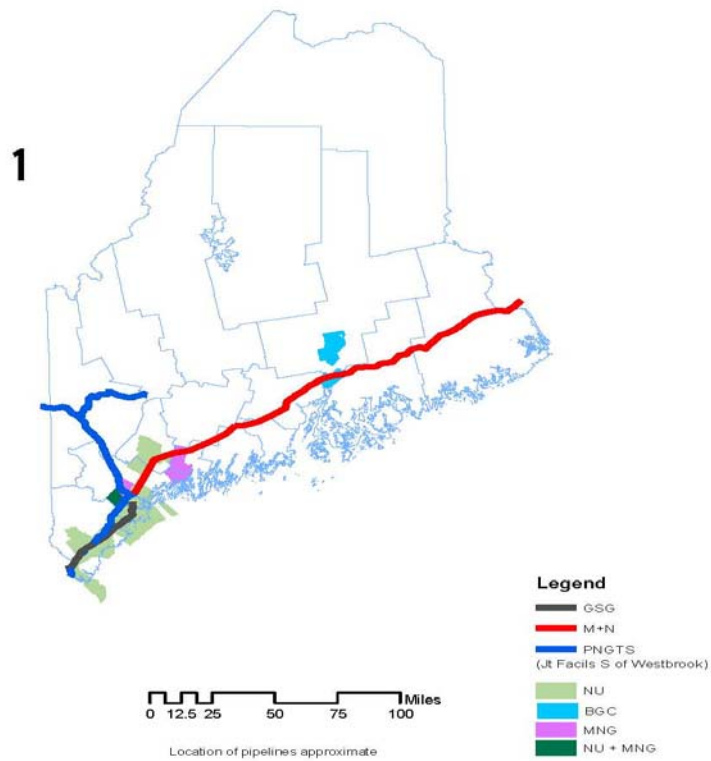 1
Legend
GSG
M+N
PNGTS
(Jt Facils S of Westbrook)
NU
BGC
MNG
NU + MNG
Miles
0 12.5 25 50 75 100
Location of pipelines approximate